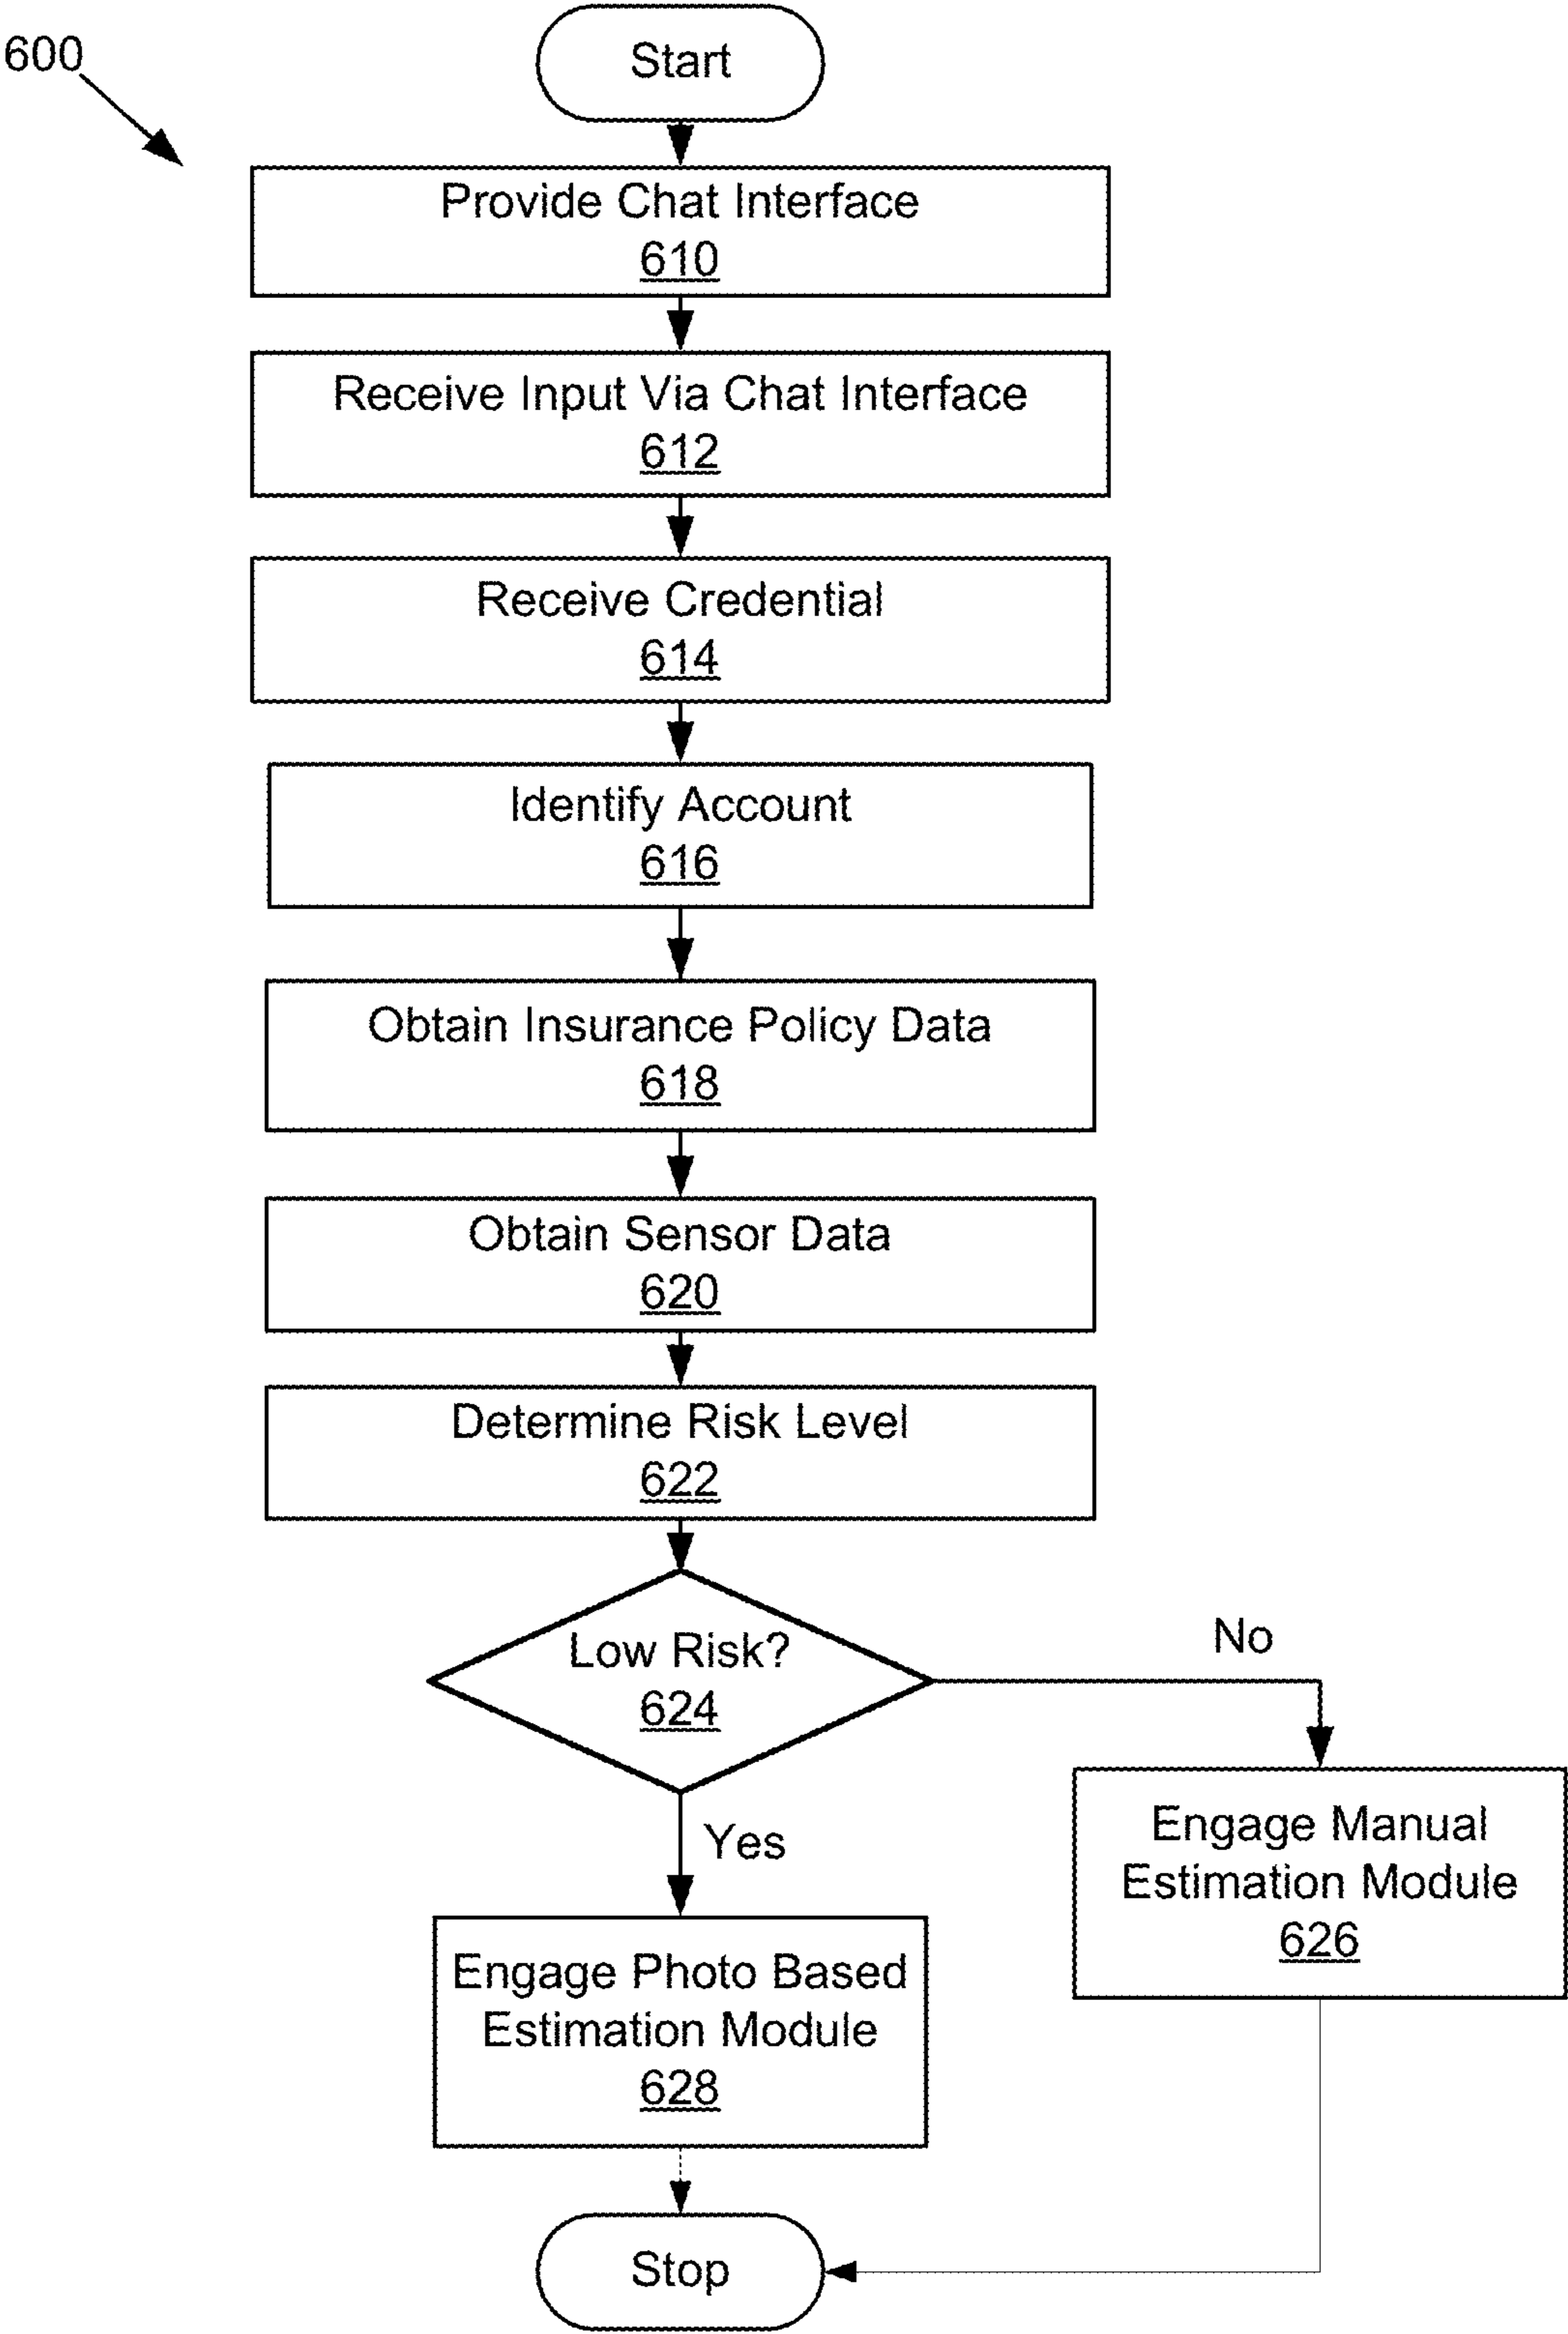 600
Start
Provide Chat Interface
610
Receive Input Via Chat Interface
612
Receive Credential
614
Identify Account
616
Obtain Insurance Policy Data
618
Obtain Sensor Data
620
Determine Risk Level
622
Low Risk?
624
No
Yes
Engage Manual
Estimation Module
626
Engage Photo Based
Estimation Module
628
Stop